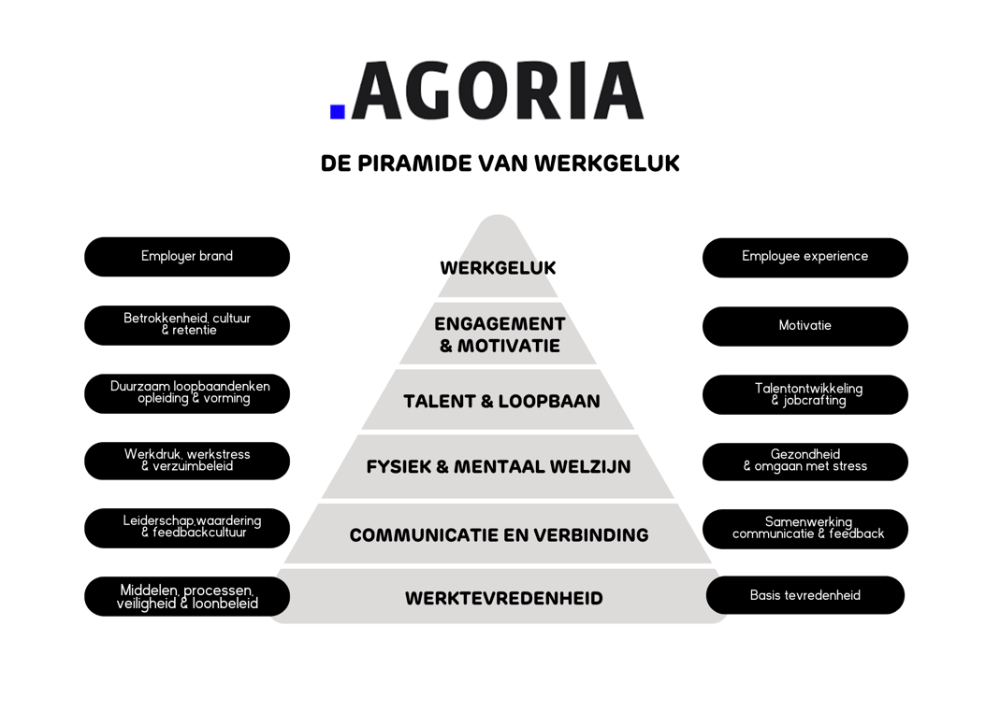 .AGORIA
DE PIRAMIDE VAN WERKGELUK
Employer brand
WERKGELUK
Employee experience
Betrokkenheid, cultuur
& retentie
ENGAGEMENT
& MOTIVATIE
Motivatie
Duurzaam loopbaandenken
opleiding & vorming
TALENT & LOOPBAAN
Talentontwikkeling
& jobcrafting
Werkdruk, werkstress
& verzuimbeleid
FYSIEK & MENTAAL WELZIJN
Gezondheid
& omgaan met stress
Leiderschap,waardering
& feedbackcultuur
COMMUNICATIE EN VERBINDING
Samenwerking
communicatie & feedback
Middelen, processen,
veiligheid & loonbeleid
WERKTEVREDENHEID
Basis tevredenheid